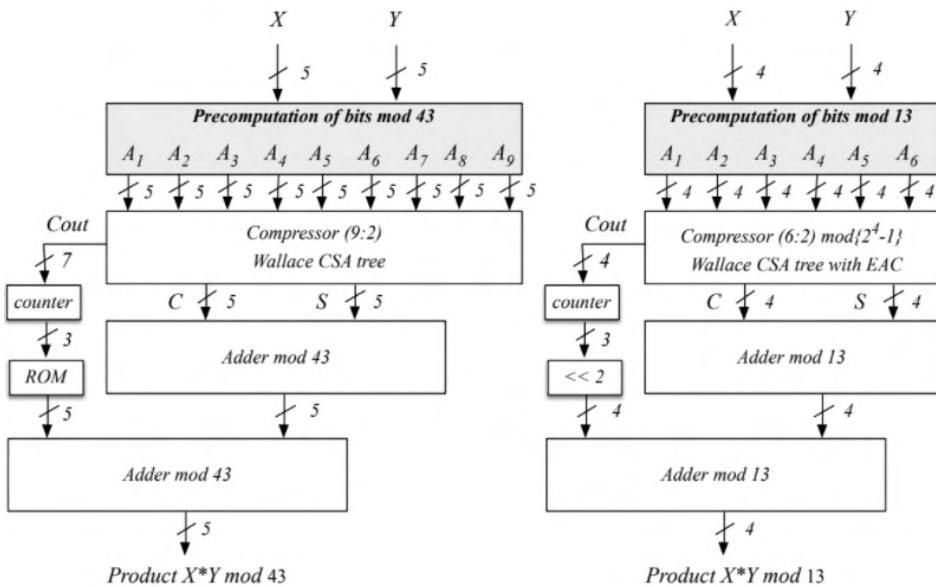 X Y
5 5
Precomputation of bits mod 43
A1 A2 A3 A4 A5 A6 A7 A8 A9
5 5 5 5 5 5 5 5 5
Cout
Compressor (9:2)
Wallace CSA tree
7
counter
C 5 S 5
3
Adder mod 43
ROM
5 5
Adder mod 43
5
Product X*Y mod 43
X Y
4 4
Precomputation of bits mod 13
A1 A2 A3 A4 A5 A6
4 4 4 4 4 4
Cout
Compressor (6:2) mod{2^4-1}
Wallace CSA tree with EAC
4
counter
C 4 S 4
3
Adder mod 13
<< 2
4 4
Adder mod 13
4
Product X*Y mod 13